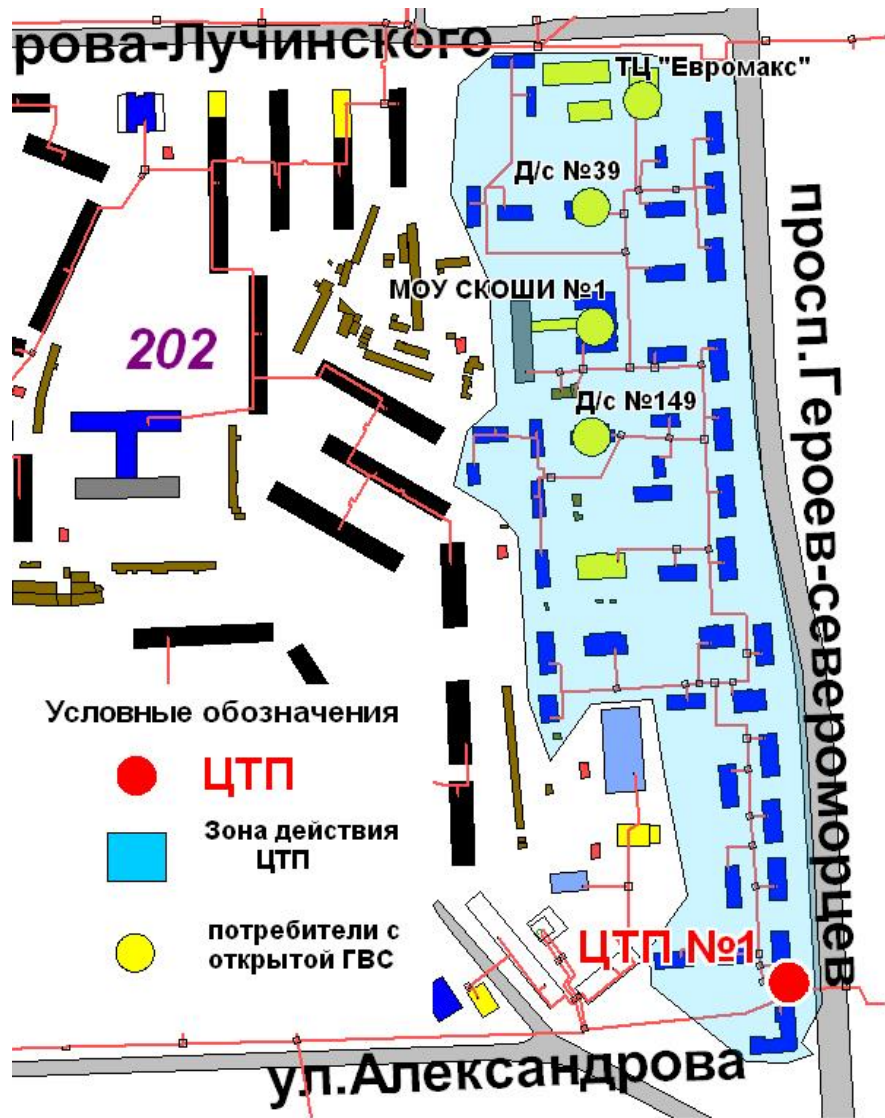 рова-Лучинского
ТЦ "Евромакс"
Д/с №39
просп.Героев-североморцев
МОУ СКОШИ №1
202
Д/с №149
Условные обозначения
ЦТП
Зона действия
ЦТП
потребители с
открытой ГВС
ЦТП №1
ул.Александрова